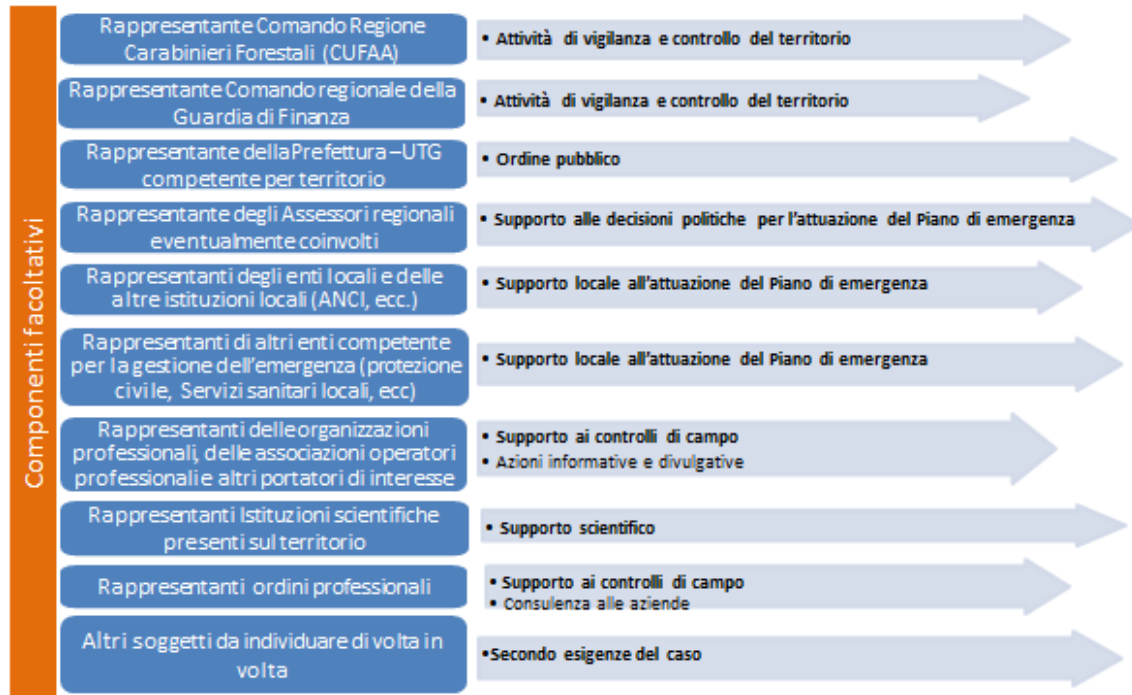 Componenti facoltativi
Rappresentante Comando Regione
Carabinieri Forestali (CUFAA)
• Attività di vigilanza e controllo del territorio
Rappresentante Comando regionale della
Guardia di Finanza
• Attività di vigilanza e controllo del territorio
Rappresentante della Prefettura – UTG
competente per territorio
• Ordine pubblico
Rappresentante degli Assessori regionali
eventualmente coinvolti
• Supporto alle decisioni politiche per l'attuazione del Piano di emergenza
Rappresentanti degli enti locali e delle
altre istituzioni locali (ANCI, ecc.)
• Supporto locale all'attuazione del Piano di emergenza
Rappresentanti di altri enti competente
per la gestione dell'emergenza (protezione
civile, Servizi sanitari locali, ecc)
• Supporto locale all'attuazione del Piano di emergenza
Rappresentanti delle organizzazioni
professionali, delle associazioni operatori
professionali e altri portatori di interesse
• Supporto ai controlli di campo
• Azioni informative e divulgative
Rappresentanti Istituzioni scientifiche
presenti sul territorio
• Supporto scientifico
Rappresentanti ordini professionali
• Supporto ai controlli di campo
• Consulenza alle aziende
Altri soggetti da individuare di volta in
volta
•Secondo esigenze del caso